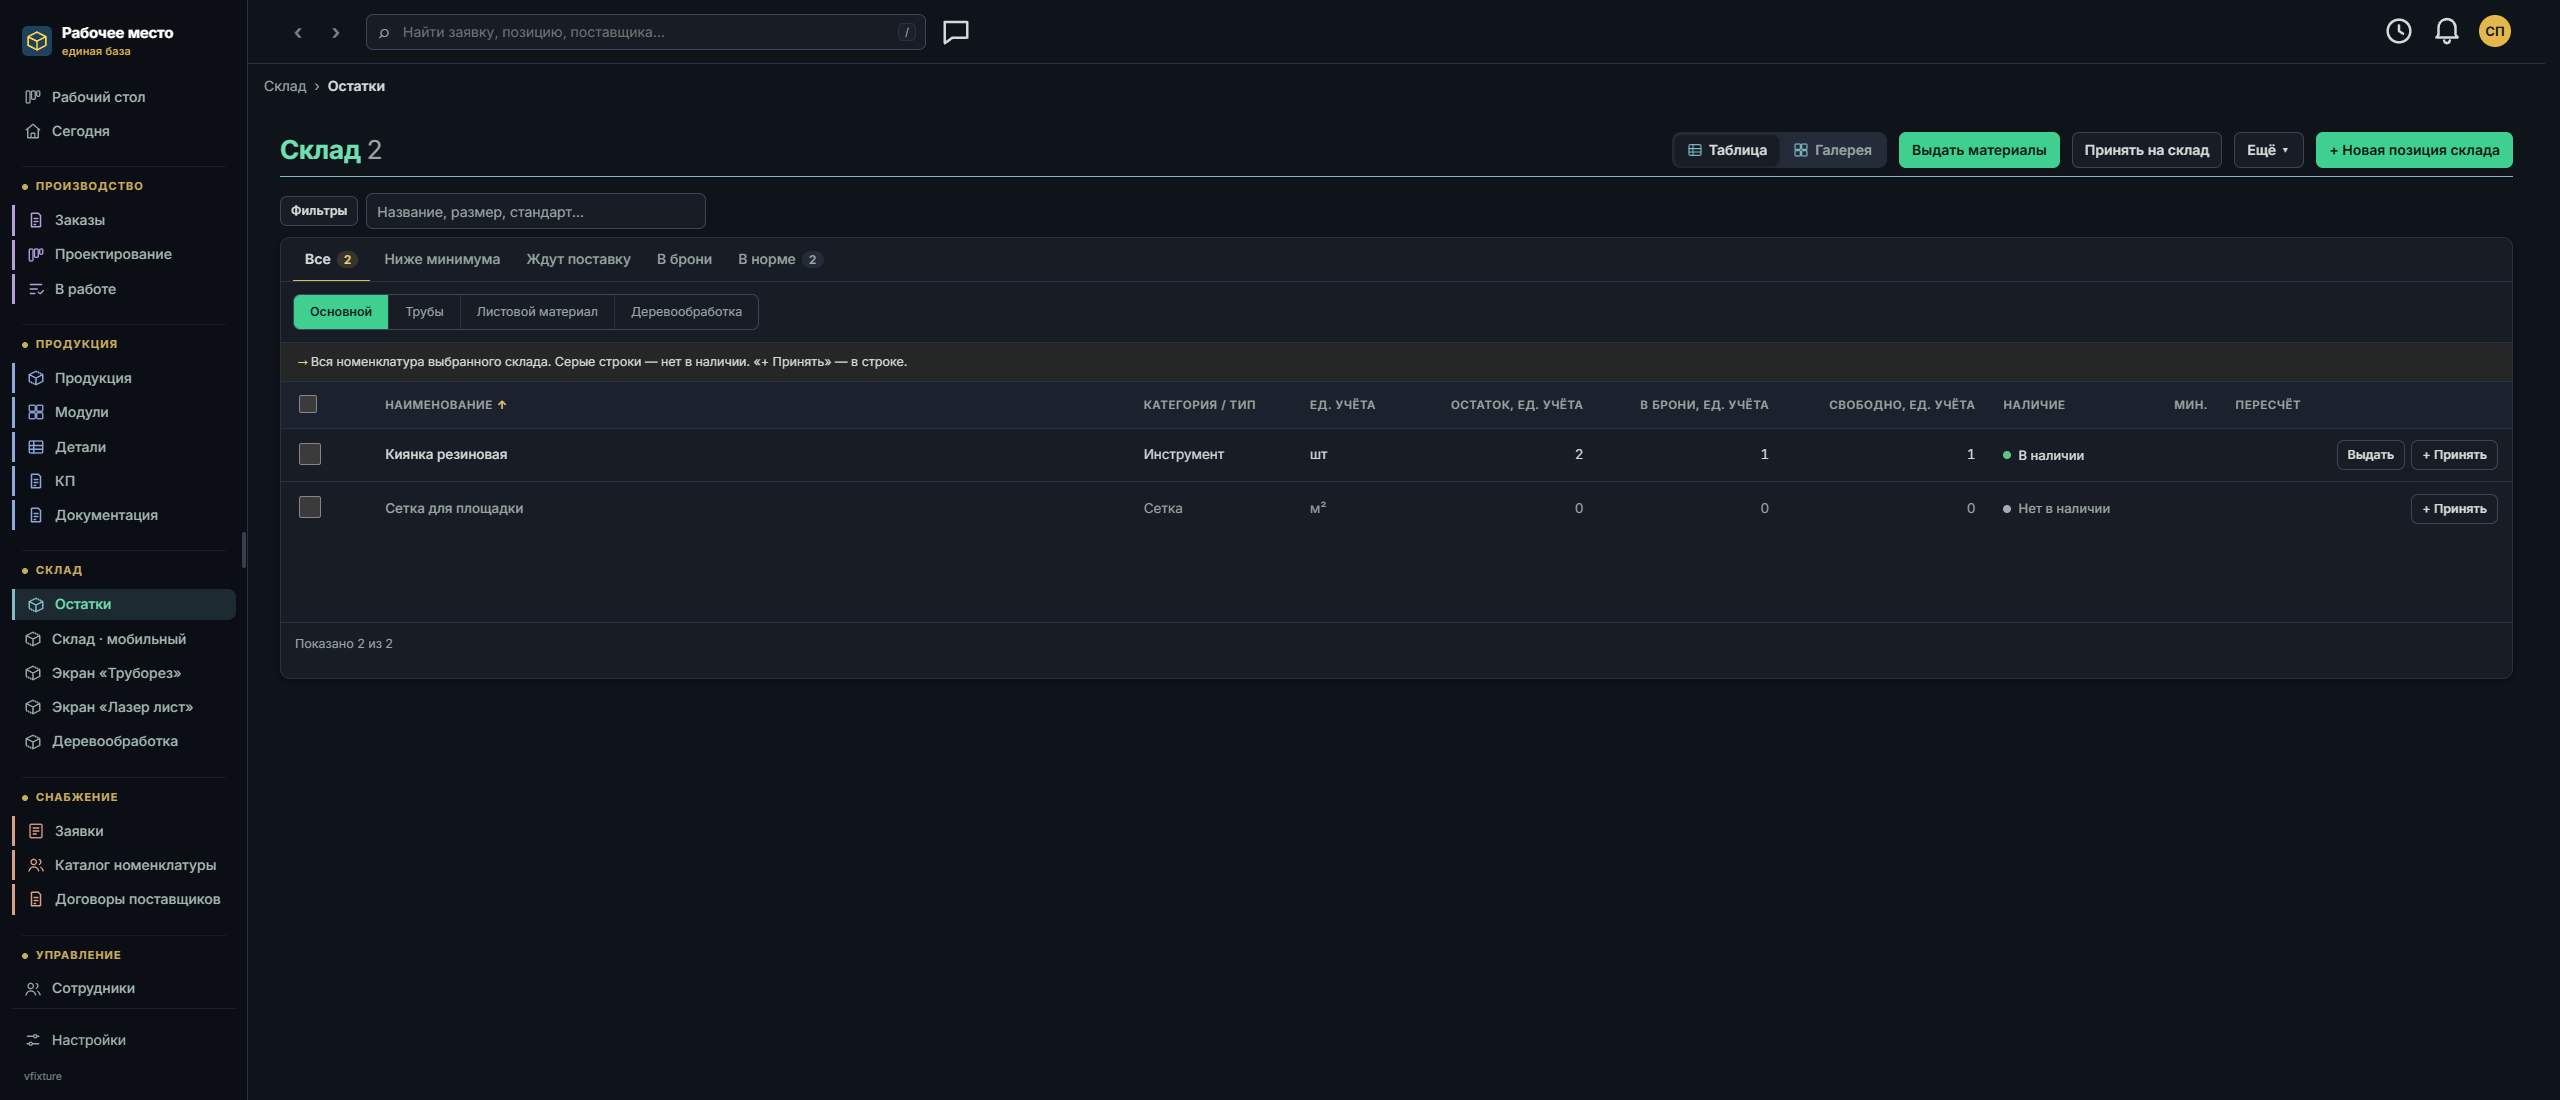 Рабочее место
единая база
Рабочий стол
Сегодня
ПРОИЗВОДСТВО
Заказы
Проектирование
В работе
ПРОДУКЦИЯ
Продукция
Модули
Детали
КП
Документация
СКЛАД
Остатки
Склад · мобильный
Экран «Труборез»
Экран «Лазер лист»
Деревообработка
СНАБЖЕНИЕ
Заявки
Каталог номенклатуры
Договоры поставщиков
УПРАВЛЕНИЕ
Сотрудники
Настройки
vfixture
Найти заявку, позицию, поставщика... /
СП
Склад › Остатки
Склад 2
Таблица Галерея Выдать материалы Принять на склад Ещё ▾ + Новая позиция склада
Фильтры Название, размер, стандарт...
Все 2 Ниже минимума Ждут поставку В брони В норме 2
Основной Трубы Листовой материал Деревообработка
→ Вся номенклатура выбранного склада. Серые строки — нет в наличии. «+ Принять» — в строке.
НАИМЕНОВАНИЕ ↑ КАТЕГОРИЯ / ТИП ЕД. УЧЁТА ОСТАТОК, ЕД. УЧЁТА В БРОНИ, ЕД. УЧЁТА СВОБОДНО, ЕД. УЧЁТА НАЛИЧИЕ МИН. ПЕРЕСЧЁТ
Киянка резиновая Инструмент шт 2 1 1 В наличии Выдать + Принять
Сетка для площадки Сетка м² 0 0 0 Нет в наличии + Принять
Показано 2 из 2